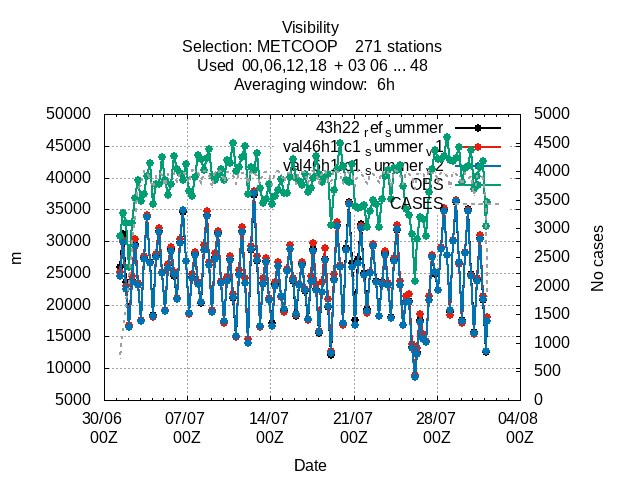 Visibility
Selection: METCOOP 271 stations
Used 00,06,12,18 + 03 06 ... 48
Averaging window: 6h
50000
45000
40000
35000
30000
25000
20000
15000
10000
5000
m
5000
4500
4000
3500
3000
2500
2000
1500
1000
500
0
No cases
43h22refsummer
val46h1rc1summerv1
OBS
CASES
30/06 07/07 14/07 21/07 28/07 04/08
00Z 00Z 00Z 00Z 00Z 00Z
Date